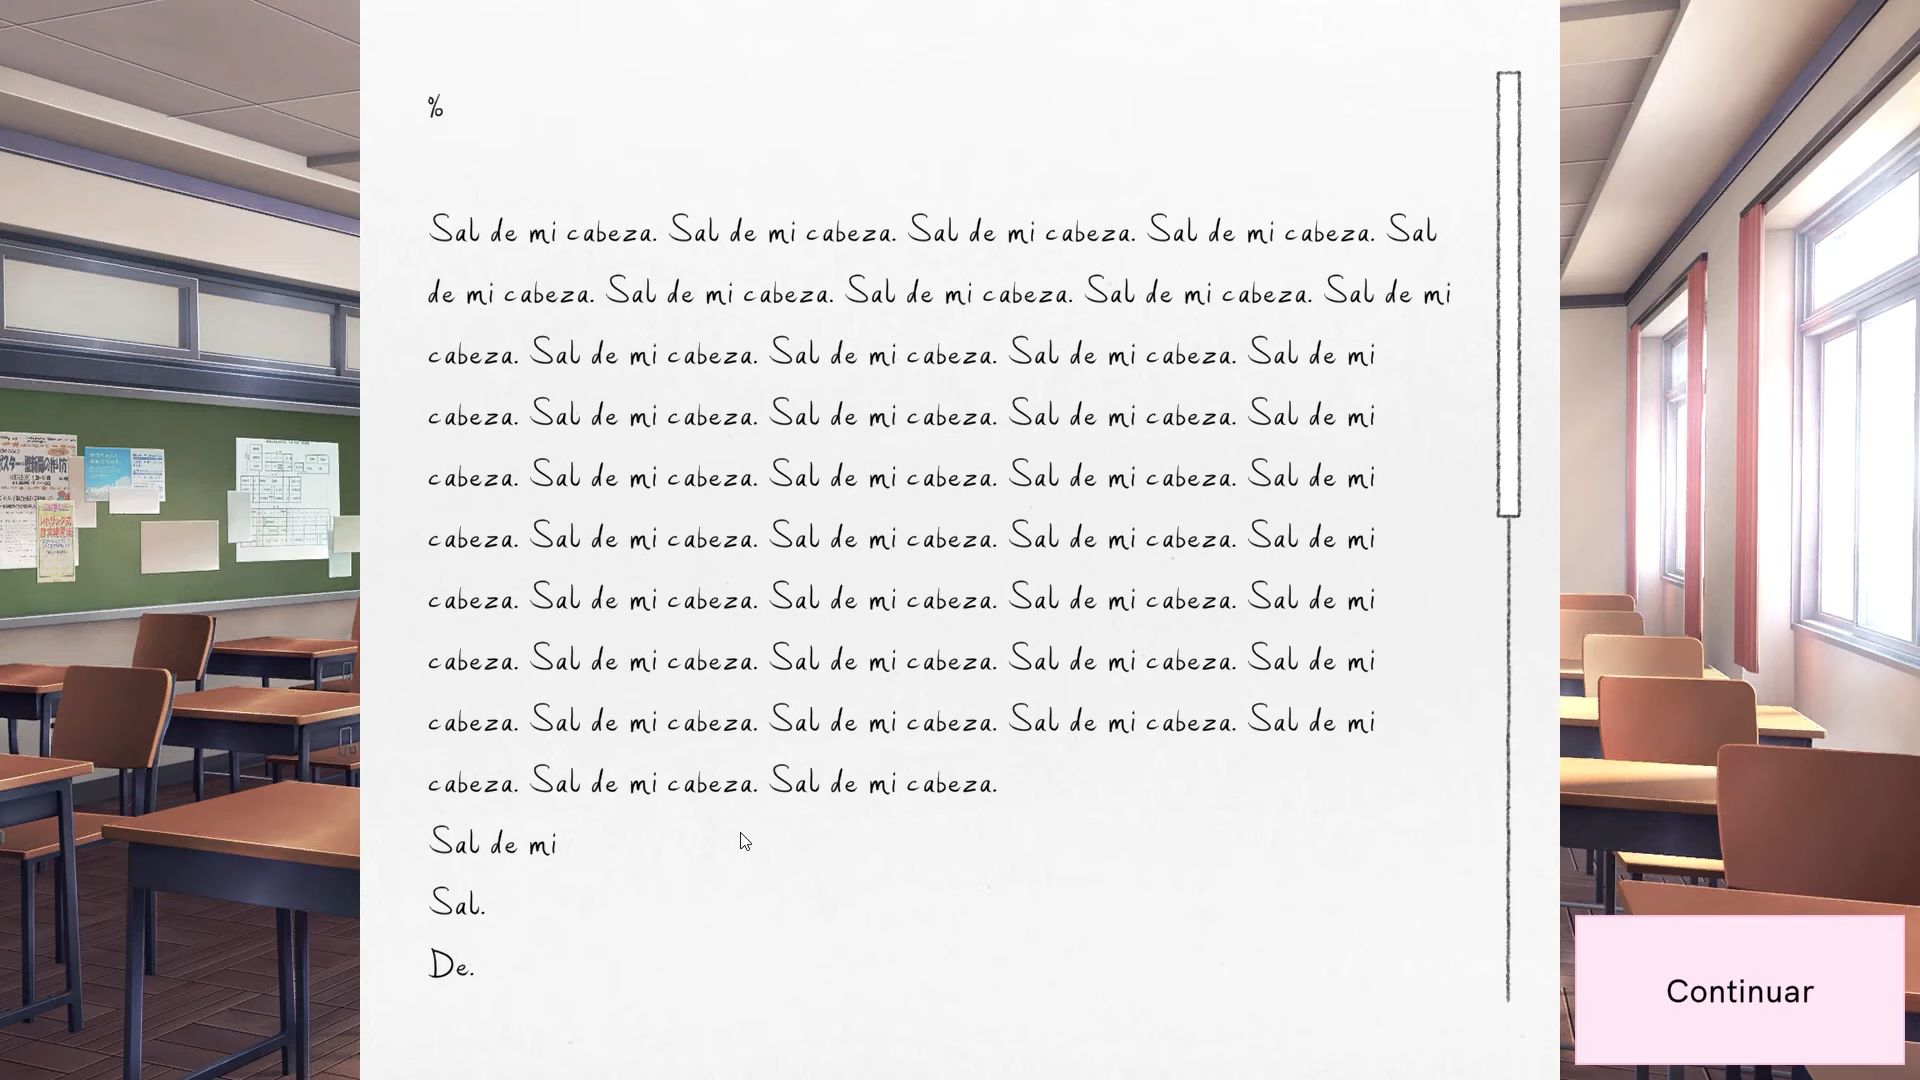 %
Sal de mi cabeza. Sal de mi cabeza. Sal de mi cabeza. Sal de mi cabeza. Sal
de mi cabeza. Sal de mi cabeza. Sal de mi cabeza. Sal de mi cabeza. Sal de mi
cabeza. Sal de mi cabeza. Sal de mi cabeza. Sal de mi cabeza. Sal de mi
cabeza. Sal de mi cabeza. Sal de mi cabeza. Sal de mi cabeza. Sal de mi
cabeza. Sal de mi cabeza. Sal de mi cabeza. Sal de mi cabeza. Sal de mi
cabeza. Sal de mi cabeza. Sal de mi cabeza. Sal de mi cabeza. Sal de mi
cabeza. Sal de mi cabeza. Sal de mi cabeza. Sal de mi cabeza. Sal de mi
cabeza. Sal de mi cabeza. Sal de mi cabeza. Sal de mi cabeza. Sal de mi
cabeza. Sal de mi cabeza. Sal de mi cabeza. Sal de mi cabeza. Sal de mi
cabeza. Sal de mi cabeza. Sal de mi cabeza.
Sal de mi
Sal.
De.
Continuar